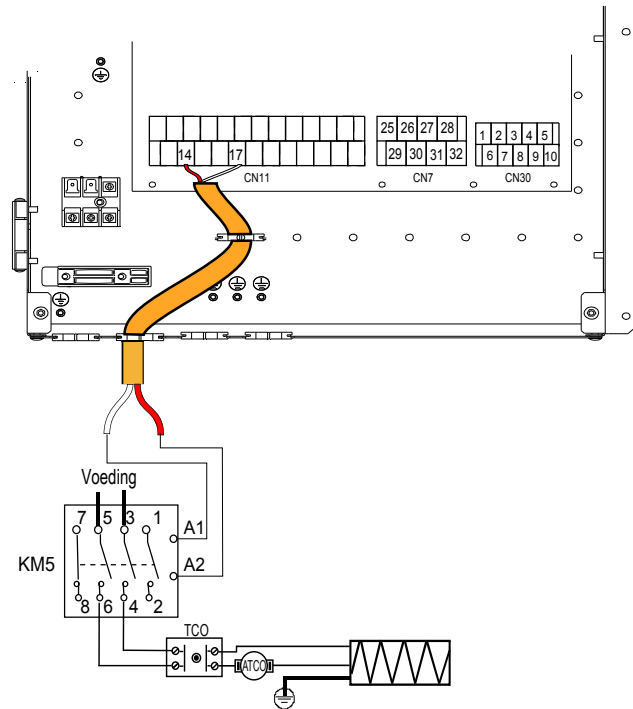 25 26 27 28 1 2 3 4 5
14 17 29 30 31 32 6 7 8 9 10
CN11 CN7 CN30
Voeding
7 5 3 1
A1
KM5 A2
8 6 4 2
TCO
ATCO